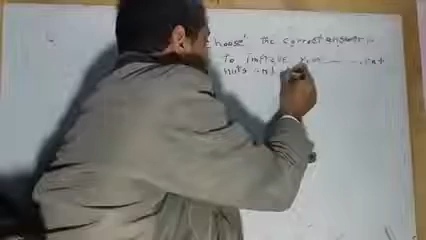 Choose the correct answer:
To improve your ........, eat
nuts and